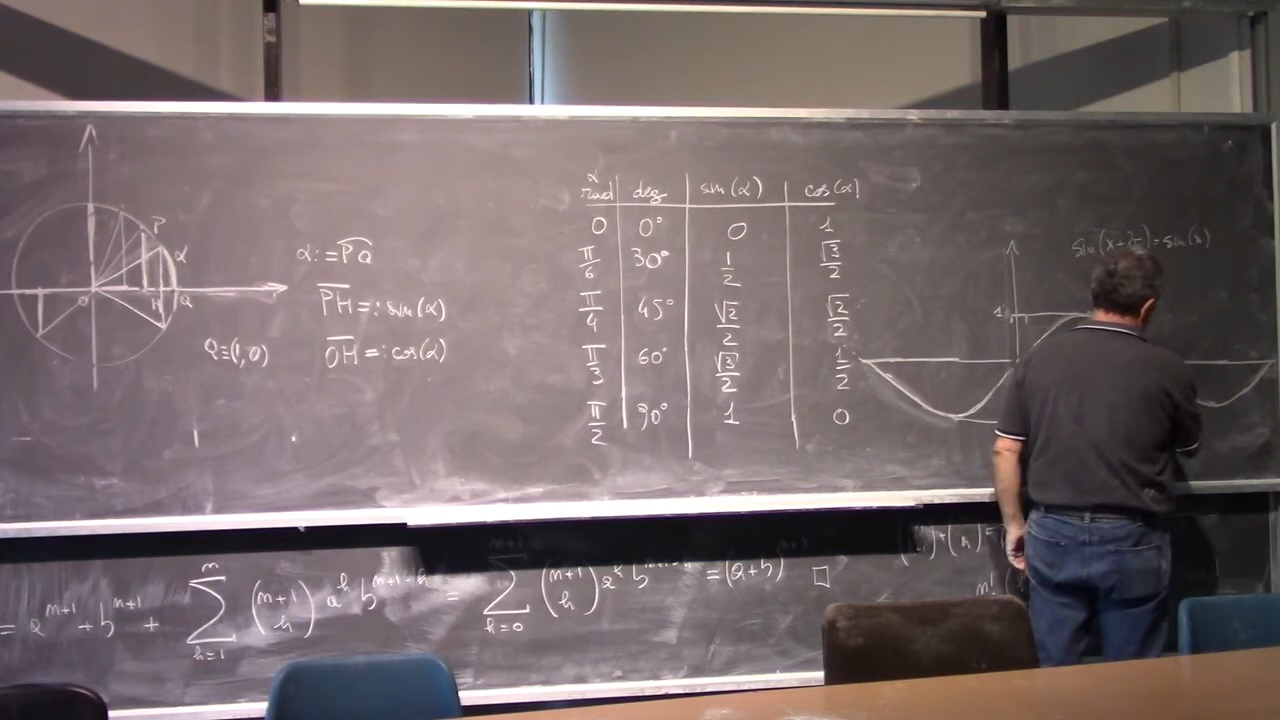 P
α
O
H
Q
Q≡(1,0)
α:=PQ
PH=:sin(α)
OH=:cos(α)
α
rad deg sin(α) cos(α)
0 0° 0 1
π/6 30° 1/2 √3/2
π/4 45° √2/2 √2/2
π/3 60° √3/2 1/2
π/2 90° 1 0
sin(x+2π)=sin(x)
1
= a^{m+1}+b^{m+1} + ∑_{h=1}^{m} (m+1 h) a^h b^{m+1-h} = ∑_{h=0}^{m+1} (m+1 h) a^h b^{m+1-h} = (a+b)^{m+1} □